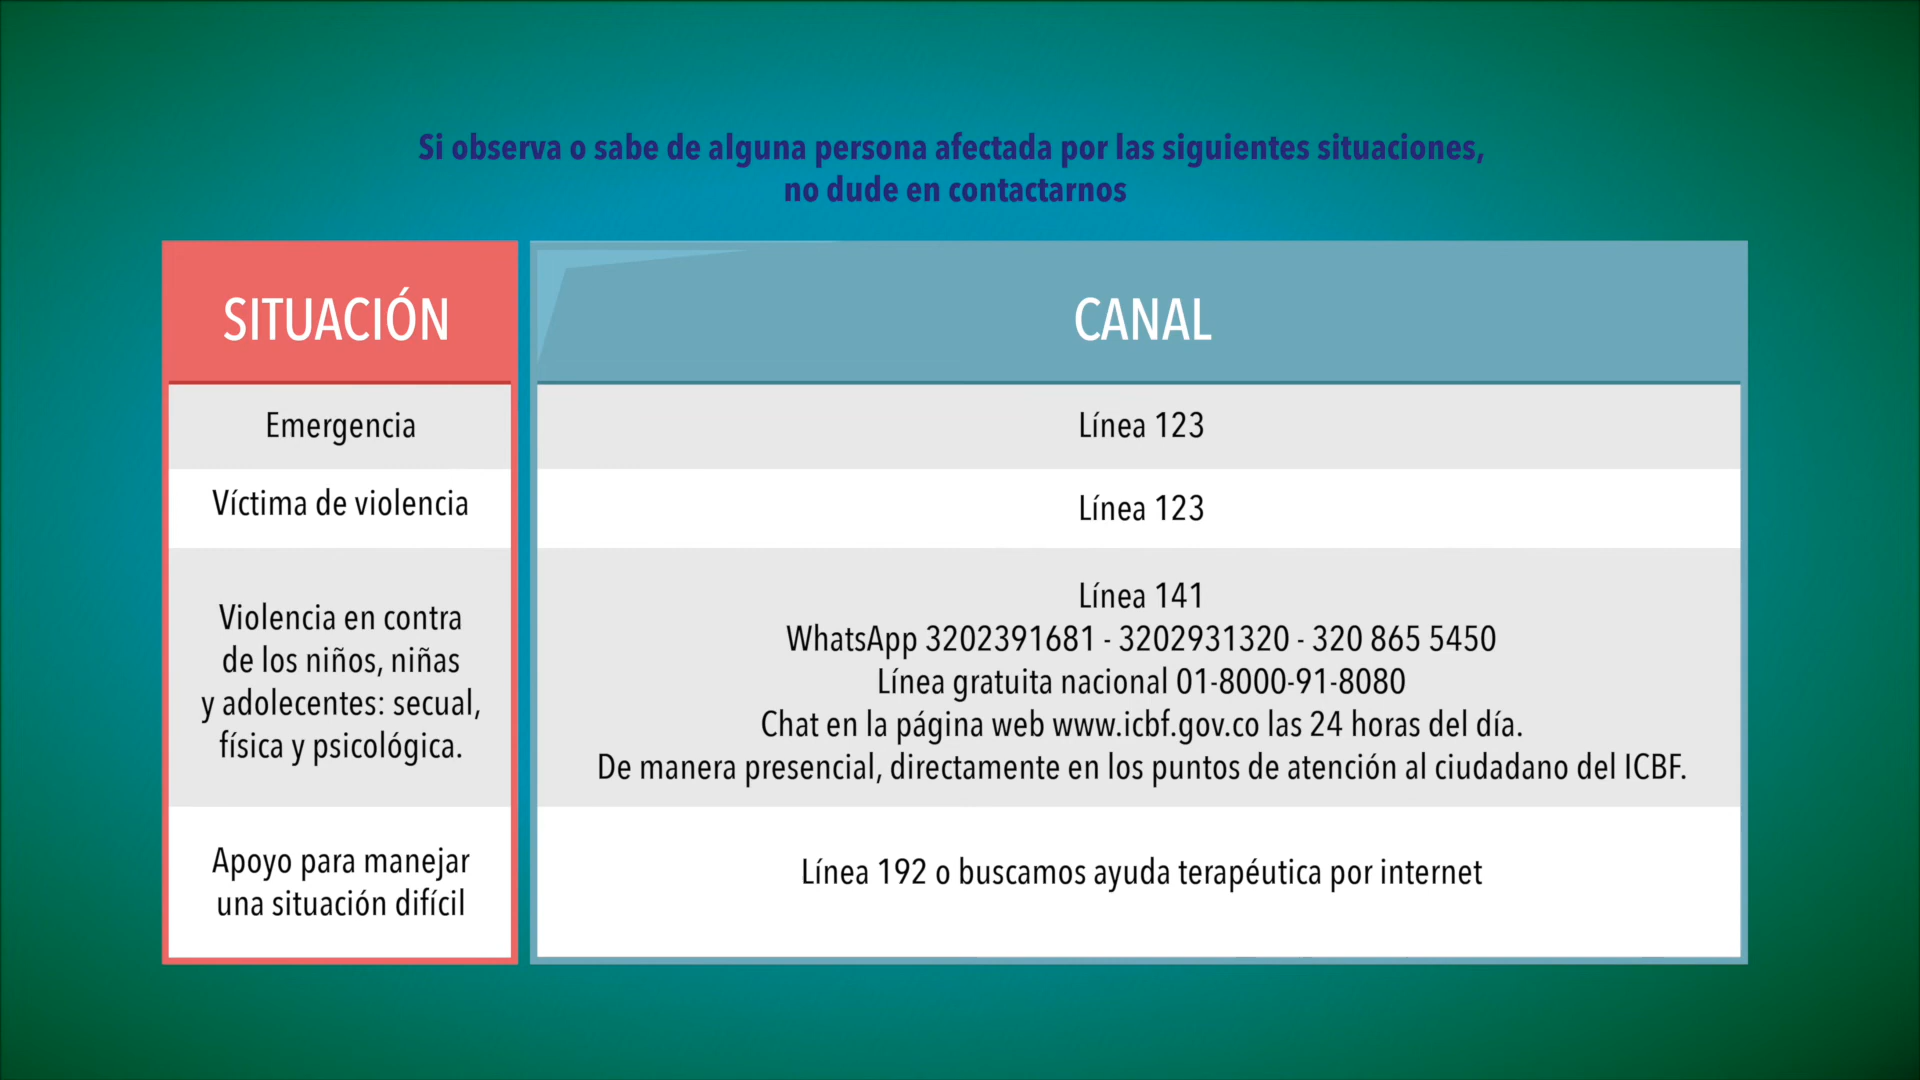 Si observa o sabe de alguna persona afectada por las siguientes situaciones,
no dude en contactarnos
SITUACIÓN
CANAL
Emergencia
Línea 123
Víctima de violencia
Línea 123
Violencia en contra
de los niños, niñas
y adolecentes: secual,
física y psicológica.
Línea 141
WhatsApp 3202391681 - 3202931320 - 320 865 5450
Línea gratuita nacional 01-8000-91-8080
Chat en la página web www.icbf.gov.co las 24 horas del día.
De manera presencial, directamente en los puntos de atención al ciudadano del ICBF.
Apoyo para manejar
una situación difícil
Línea 192 o buscamos ayuda terapéutica por internet